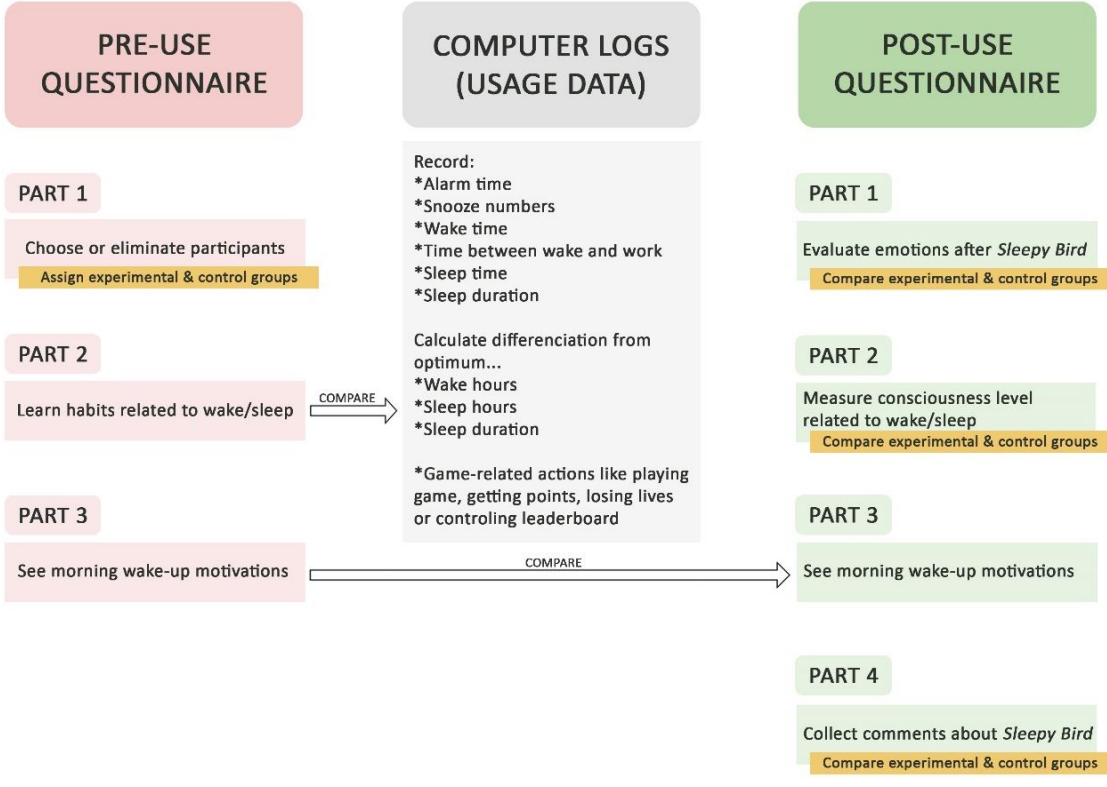 PRE-USE
QUESTIONNAIRE
PART 1
Choose or eliminate participants
Assign experimental & control groups
PART 2
Learn habits related to wake/sleep
COMPARE
PART 3
See morning wake-up motivations
COMPARE
COMPUTER LOGS
(USAGE DATA)
Record:
*Alarm time
*Snooze numbers
*Wake time
*Time between wake and work
*Sleep time
*Sleep duration
Calculate differenciation from
optimum...
*Wake hours
*Sleep hours
*Sleep duration
*Game-related actions like playing
game, getting points, losing lives
or controling leaderboard
POST-USE
QUESTIONNAIRE
PART 1
Evaluate emotions after Sleepy Bird
Compare experimental & control groups
PART 2
Measure consciousness level
related to wake/sleep
Compare experimental & control groups
PART 3
See morning wake-up motivations
PART 4
Collect comments about Sleepy Bird
Compare experimental & control groups